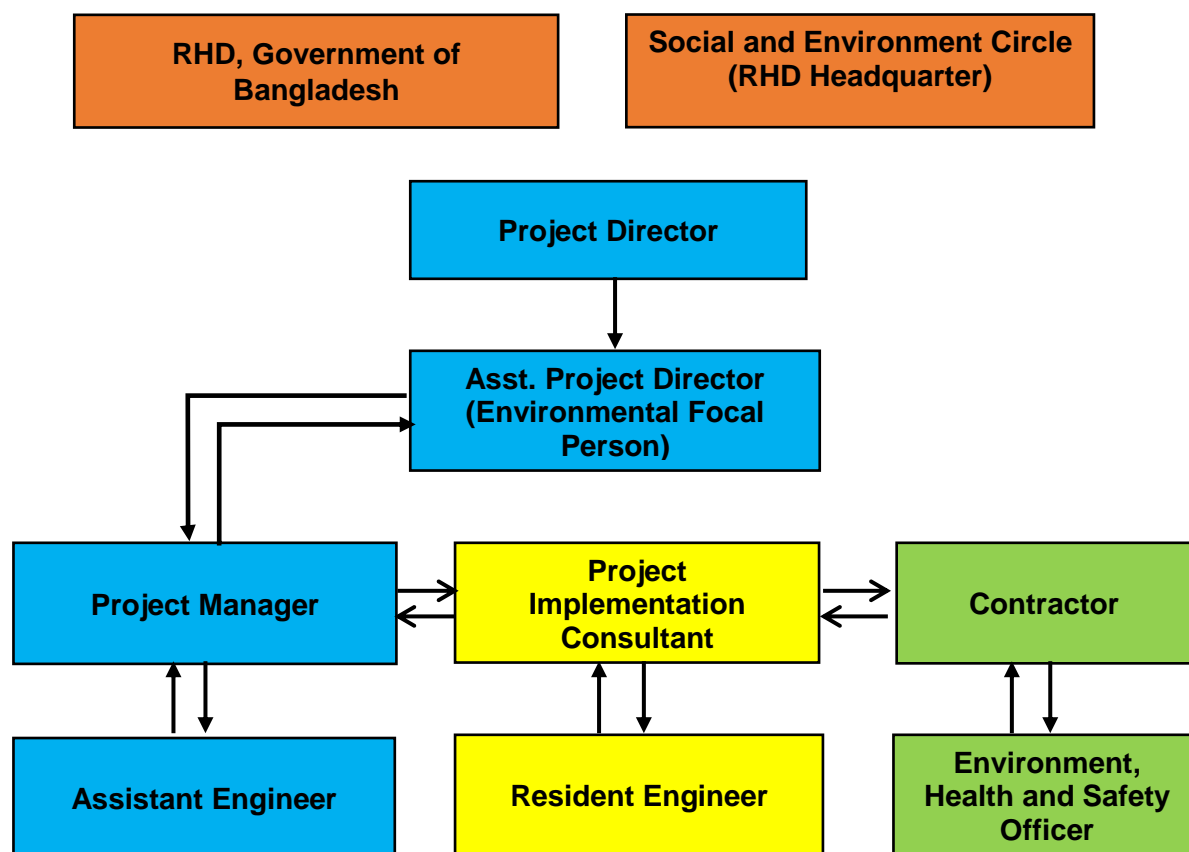 RHD, Government of
Bangladesh
Social and Environment Circle
(RHD Headquarter)
Project Director
Asst. Project Director
(Environmental Focal
Person)
Project Manager
Project
Implementation
Consultant
Contractor
Assistant Engineer
Resident Engineer
Environment,
Health and Safety
Officer